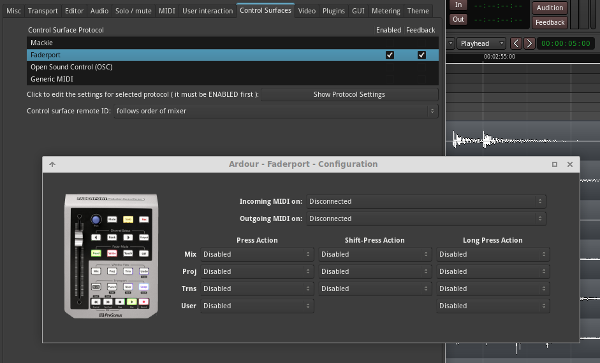 Misc Transport Editor Audio Solo / mute MIDI User interaction Control Surfaces Video Plugins GUI Metering Theme
In
Out
Audition
Feedback
Playhead
00:00:05:00
00:02:55:00
Control Surface Protocol Enabled Feedback
Mackie
Faderport
Open Sound Control (OSC)
Generic MIDI
Click to edit the settings for selected protocol ( it must be ENABLED first ): Show Protocol Settings
Control surface remote ID: follows order of mixer
Ardour - Faderport - Configuration
Incoming MIDI on: Disconnected
Outgoing MIDI on: Disconnected
Press Action Shift-Press Action Long Press Action
Mix Disabled Disabled Disabled
Proj Disabled Disabled Disabled
Trns Disabled Disabled Disabled
User Disabled Disabled
PreSonus